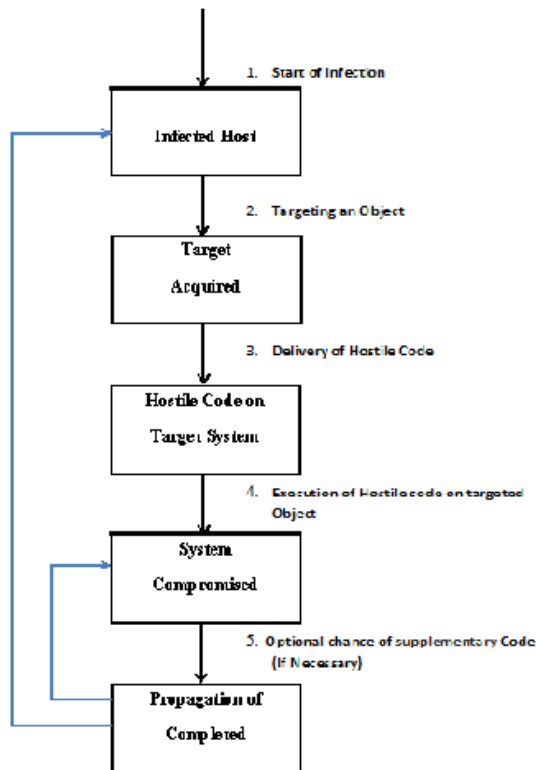 1. Start of Infection
Infected Host
2. Targeting an Object
Target
Acquired
3. Delivery of Hostile Code
Hostile Code on
Target System
4. Execution of Hostile code on targeted
Object
System
Compromised
5. Optional chance of supplementary Code
(If Necessary)
Propagation of
Completed